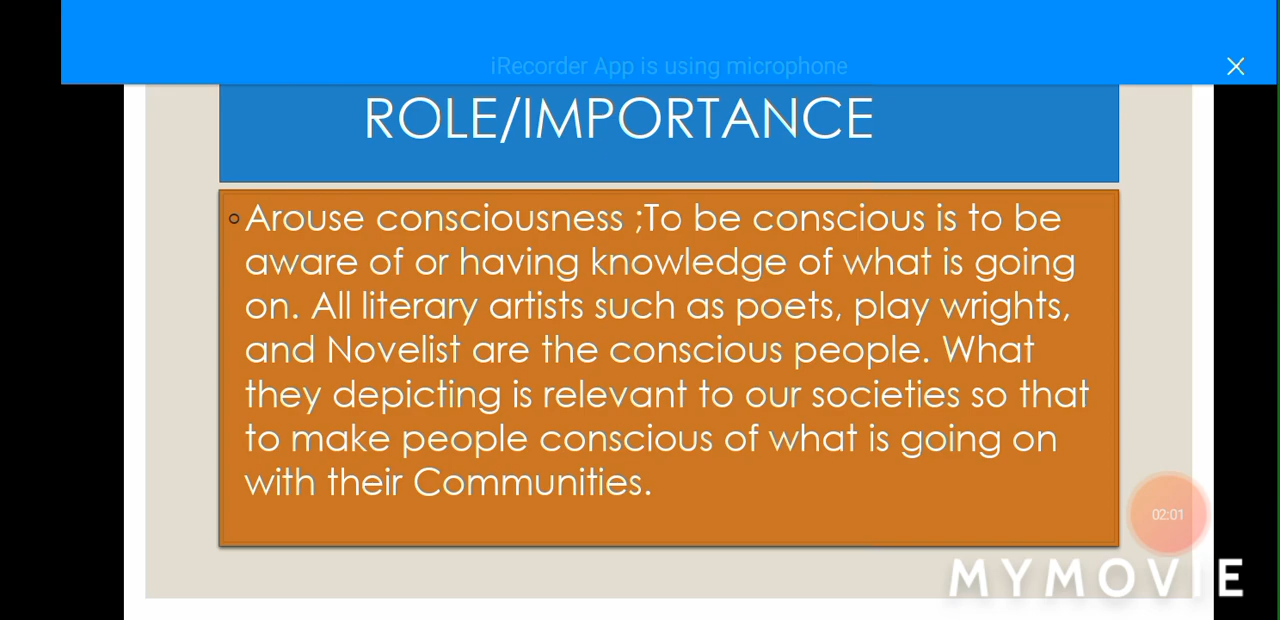 iRecorder App is using microphone
ROLE/IMPORTANCE
Arouse consciousness ;To be conscious is to be
aware of or having knowledge of what is going
on. All literary artists such as poets, play wrights,
and Novelist are the conscious people. What
they depicting is relevant to our societies so that
to make people conscious of what is going on
with their Communities.
02:01
MYMOVIE